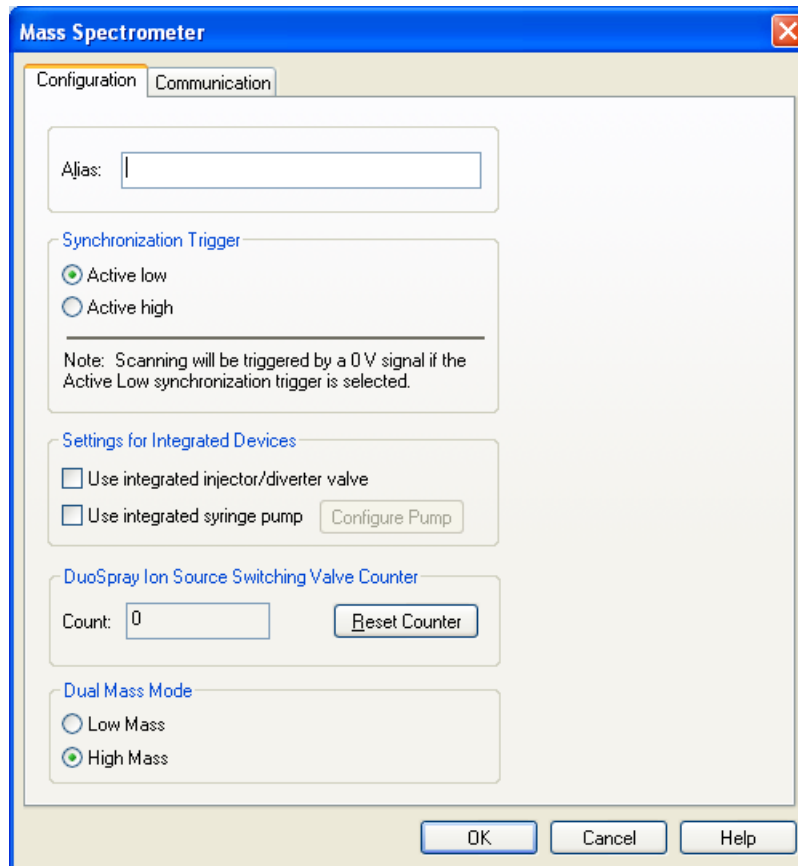 Mass Spectrometer
Configuration Communication
Alias:
Synchronization Trigger
Active low
Active high
Note: Scanning will be triggered by a 0 V signal if the
Active Low synchronization trigger is selected.
Settings for Integrated Devices
Use integrated injector/diverter valve
Use integrated syringe pump Configure Pump
DuoSpray Ion Source Switching Valve Counter
Count: 0 Reset Counter
Dual Mass Mode
Low Mass
High Mass
OK Cancel Help